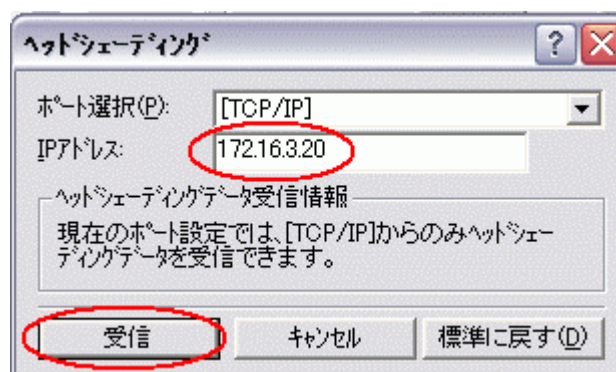 ヘッドシェーディング
ポート選択(P): [TCP/IP]
IPアドレス: 172.16.3.20
ヘッドシェーディングデータ受信情報
現在のポート設定では、[TCP/IP]からのみヘッドシェー
ディングデータを受信できます。
受信 キャンセル 標準に戻す(D)